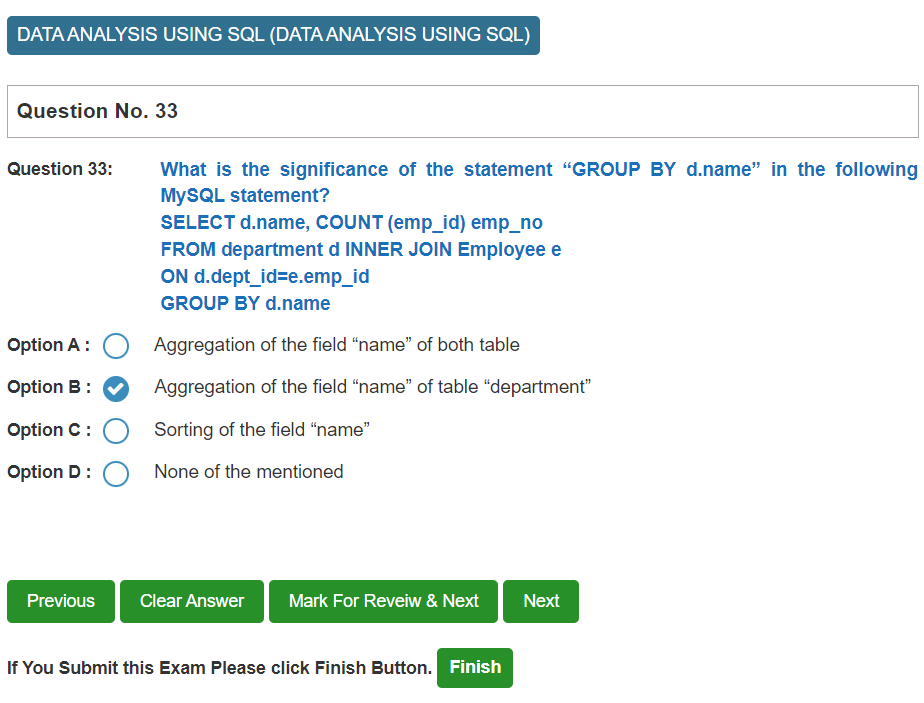 DATA ANALYSIS USING SQL (DATA ANALYSIS USING SQL)
Question No. 33
Question 33: What is the significance of the statement “GROUP BY d.name” in the following
MySQL statement?
SELECT d.name, COUNT (emp_id) emp_no
FROM department d INNER JOIN Employee e
ON d.dept_id=e.emp_id
GROUP BY d.name
Option A : Aggregation of the field “name” of both table
Option B : Aggregation of the field “name” of table “department”
Option C : Sorting of the field “name”
Option D : None of the mentioned
Previous Clear Answer Mark For Reveiw & Next Next
If You Submit this Exam Please click Finish Button. Finish